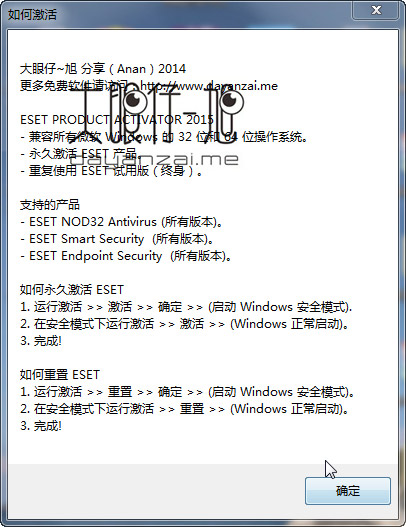 如何激活
大眼仔~旭 分享（Anan）2014
更多免费软件请访问：http://www.dayanzai.me
大眼仔~旭
ESET PRODUCT ACTIVATOR 2015
- 兼容所有微软 Windows 的 32 位和 64 位操作系统。
- 永久激活 ESET 产品。
dayanzai.me
- 重复使用 ESET 试用版（终身）。
支持的产品
- ESET NOD32 Antivirus (所有版本)。
- ESET Smart Security  (所有版本)。
- ESET Endpoint Security  (所有版本)。
如何永久激活 ESET
1. 运行激活 >> 激活 >> 确定 >> (启动 Windows 安全模式).
2. 在安全模式下运行激活 >> 激活 >> (Windows 正常启动)。
3. 完成!
如何重置 ESET
1. 运行激活 >> 重置 >> 确定 >> (启动 Windows 安全模式)。
2. 在安全模式下运行激活 >> 重置 >> (Windows 正常启动)。
3. 完成!
确定